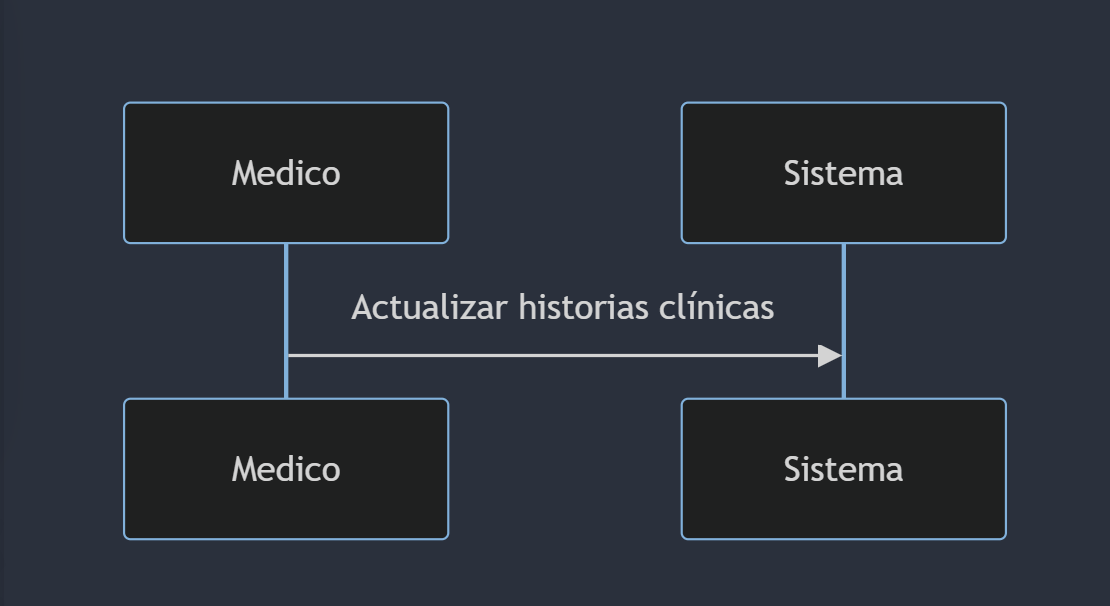 Medico
Sistema
Actualizar historias clínicas
Medico
Sistema